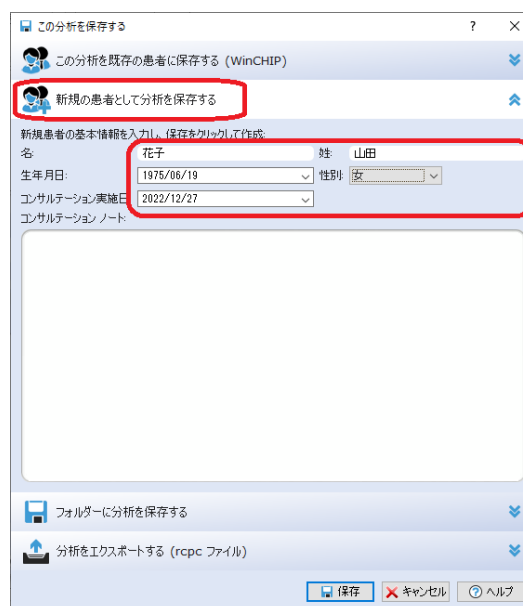 この分析を保存する ?
この分析を既存の患者に保存する (WinCHIP)
新規の患者として分析を保存する
新規患者の基本情報を入力し、保存をクリックして作成:
名: 花子 姓: 山田
生年月日: 1975/06/19 性別: 女
コンサルテーション実施日 2022/12/27
コンサルテーション ノート:
フォルダーに分析を保存する
分析をエクスポートする (rcpc ファイル)
保存 キャンセル ヘルプ